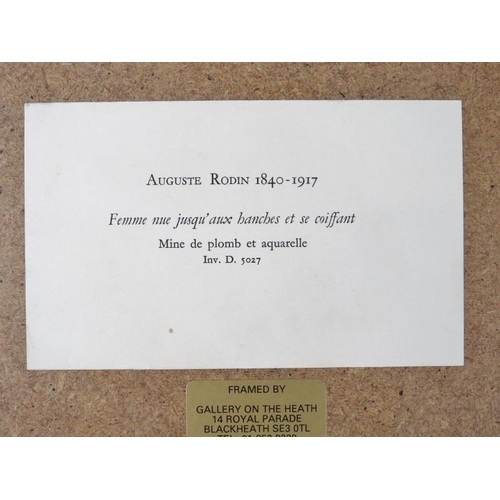 AUGUSTE RODIN 1840-1917
Femme nue jusqu'aux hanches et se coiffant
Mine de plomb et aquarelle
Inv. D. 5027
FRAMED BY
GALLERY ON THE HEATH
14 ROYAL PARADE
BLACKHEATH SE3 0TL